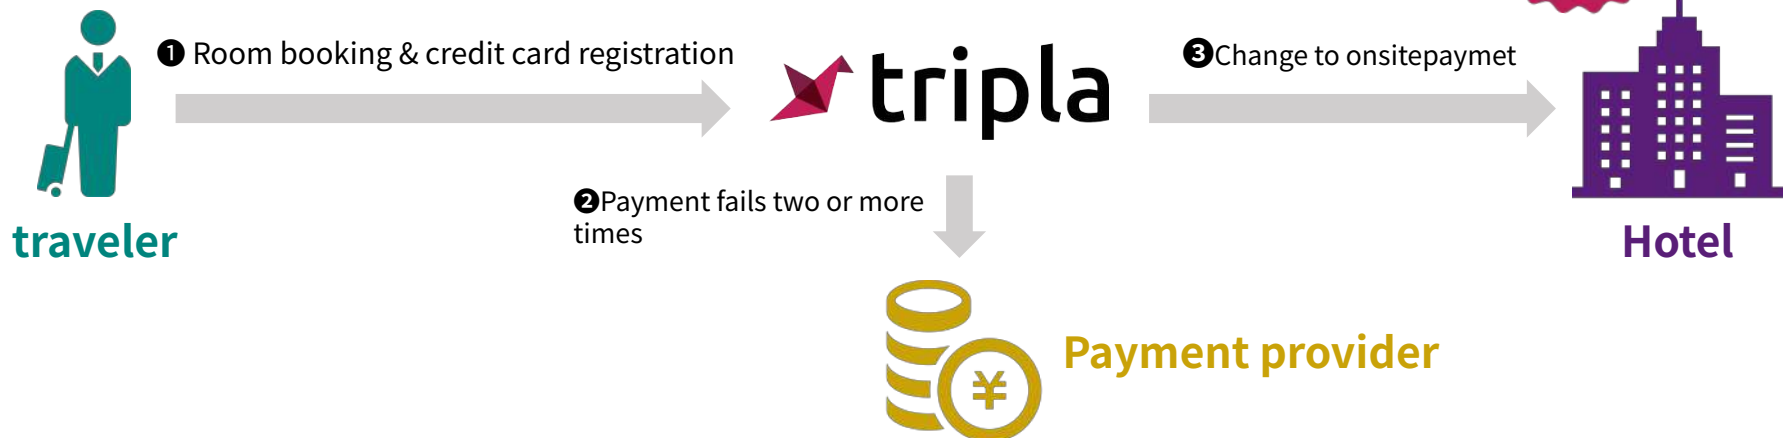 ❶ Room booking & credit card registration
tripla
❸Change to onsitepaymet
❷Payment fails two or more
times
traveler
Hotel
Payment provider
¥